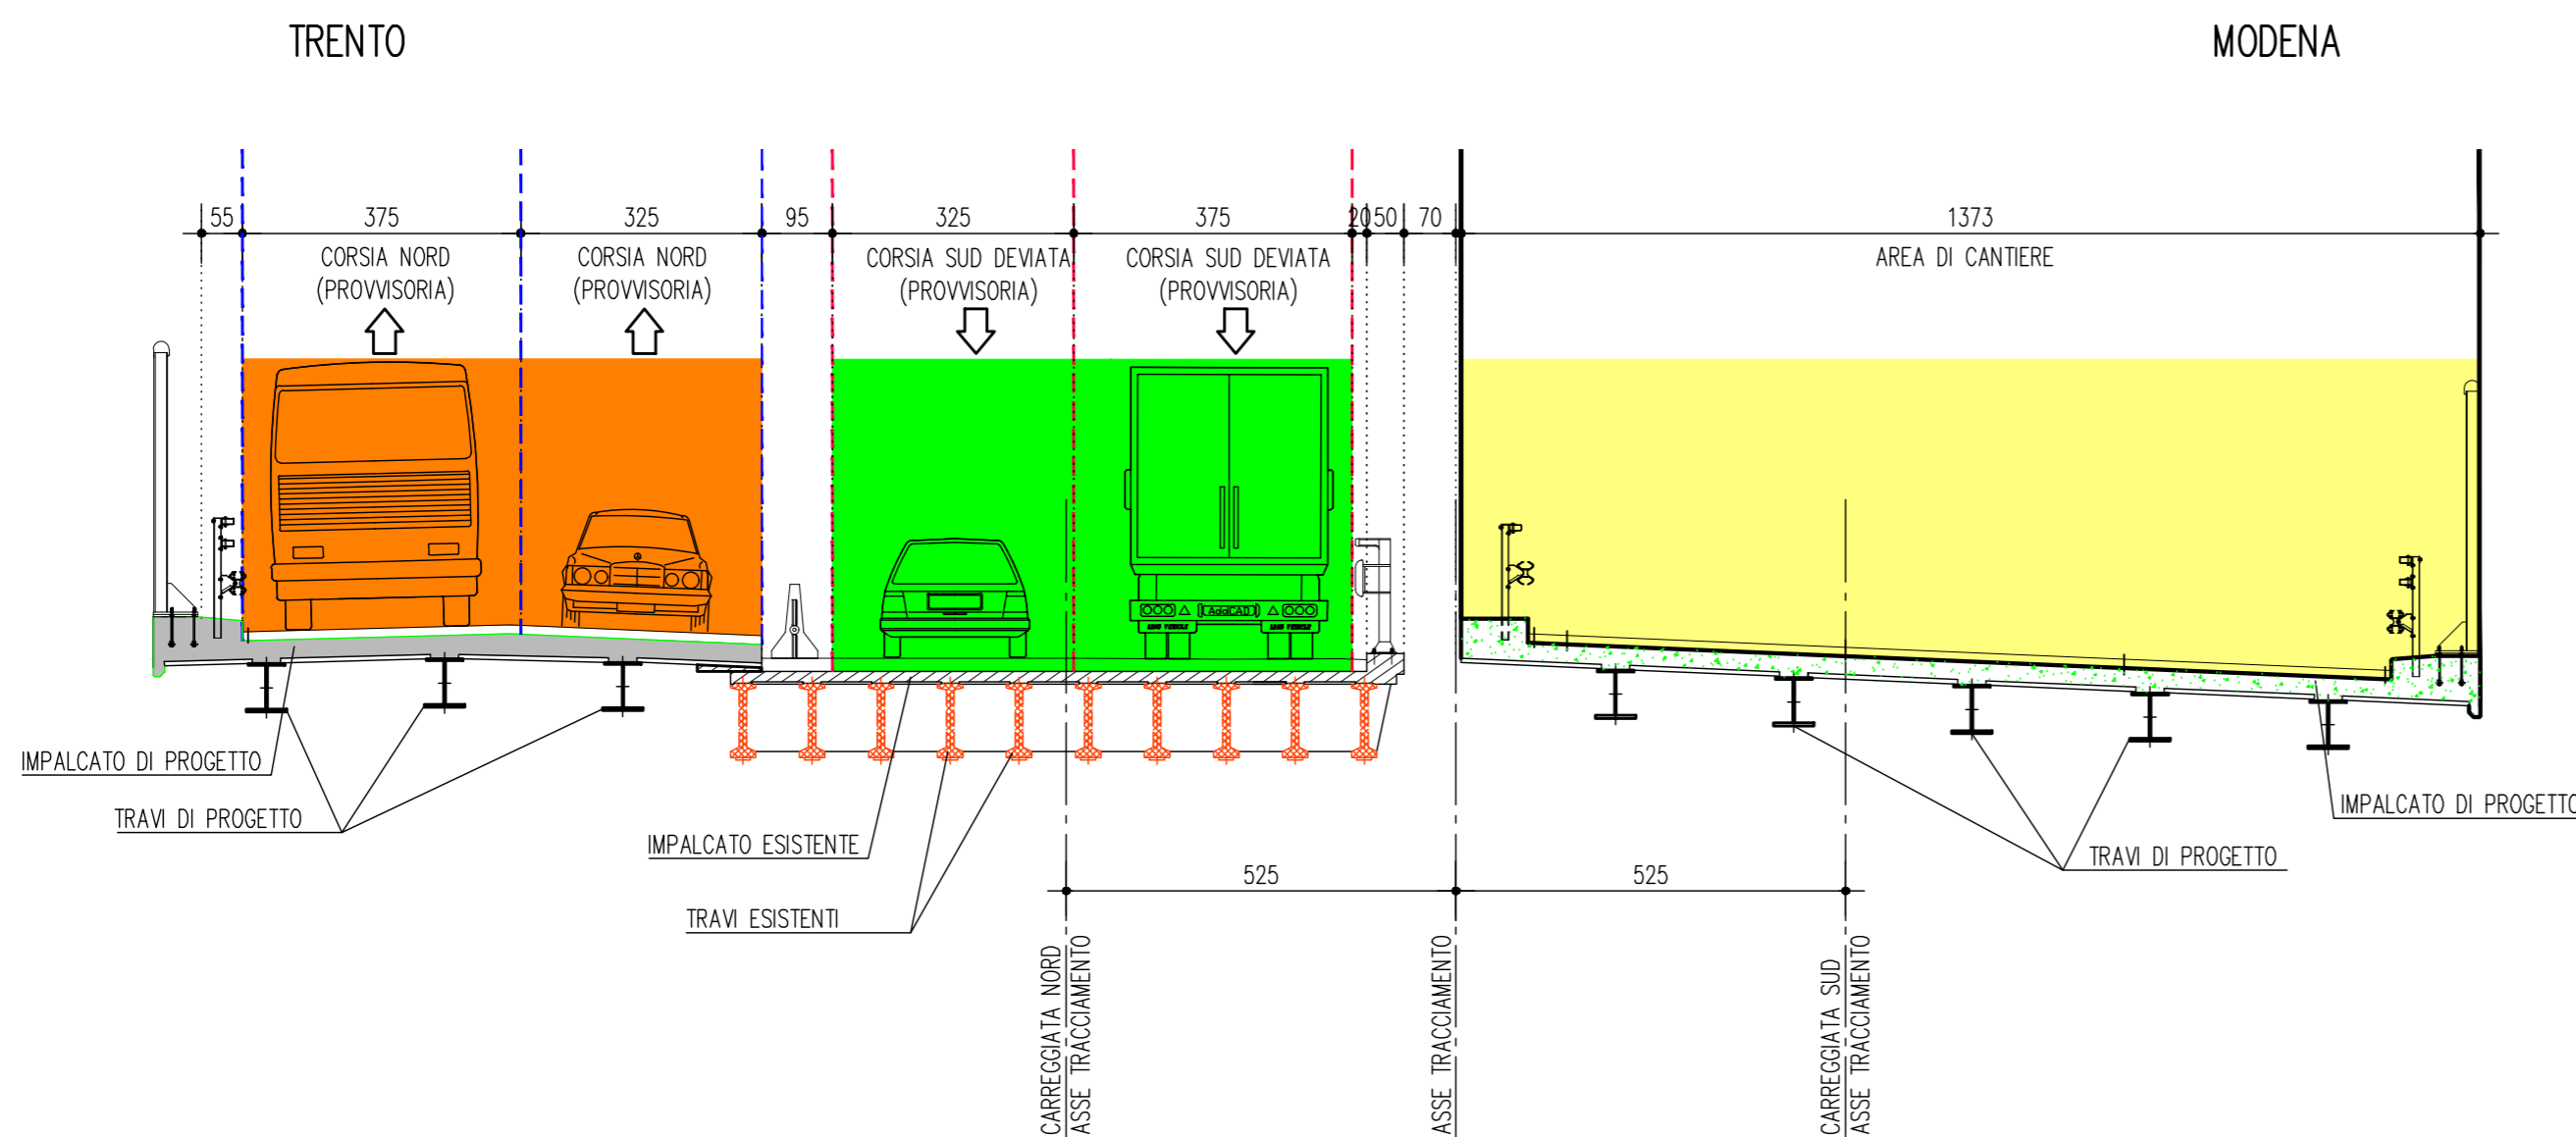 TRENTO
MODENA
55
375
325
95
325
375
20
50
70
1373
CORSIA NORD
(PROVVISORIA)
CORSIA NORD
(PROVVISORIA)
CORSIA SUD DEVIATA
(PROVVISORIA)
CORSIA SUD DEVIATA
(PROVVISORIA)
AREA DI CANTIERE
IMPALCATO DI PROGETTO
TRAVI DI PROGETTO
IMPALCATO ESISTENTE
TRAVI ESISTENTI
IMPALCATO DI PROGETTO
TRAVI DI PROGETTO
525
525
CARREGGIATA NORD
ASSE TRACCIAMENTO
ASSE TRACCIAMENTO
CARREGGIATA SUD
ASSE TRACCIAMENTO